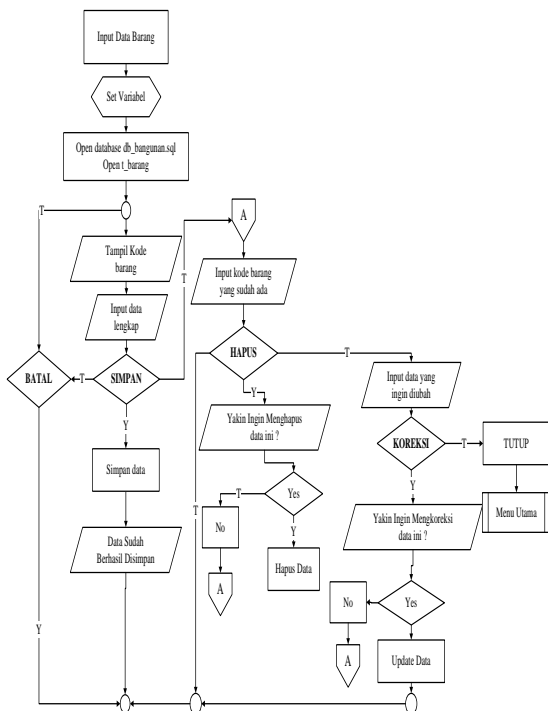 Input Data Barang
Set Variabel
Open database db_bangunan.sql
Open t_barang
T
A
Tampil Kode
barang
T
Input kode barang
yang sudah ada
Input data
lengkap
BATAL
T
SIMPAN
HAPUS
T
Input data yang
ingin diubah
Y
Y
Yakin Ingin Menghapus
data ini ?
KOREKSI
T
TUTUP
Simpan data
T
Yes
Y
Menu Utama
No
T
Y
Yakin Ingin Mengkoreksi
data ini ?
Data Sudah
Berhasil Disimpan
Hapus Data
A
No
Yes
Y
A
Update Data